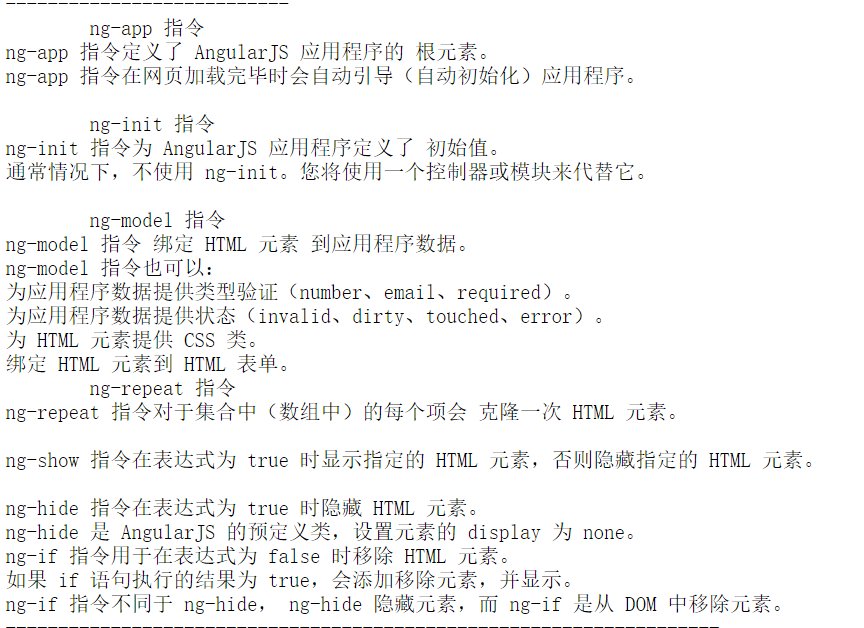 ---------------------------
ng-app 指令
ng-app 指令定义了 AngularJS 应用程序的 根元素。
ng-app 指令在网页加载完毕时会自动引导（自动初始化）应用程序。
ng-init 指令
ng-init 指令为 AngularJS 应用程序定义了 初始值。
通常情况下，不使用 ng-init。您将使用一个控制器或模块来代替它。
ng-model 指令
ng-model 指令 绑定 HTML 元素 到应用程序数据。
ng-model 指令也可以：
为应用程序数据提供类型验证（number、email、required）。
为应用程序数据提供状态（invalid、dirty、touched、error）。
为 HTML 元素提供 CSS 类。
绑定 HTML 元素到 HTML 表单。
ng-repeat 指令
ng-repeat 指令对于集合中（数组中）的每个项会 克隆一次 HTML 元素。
ng-show 指令在表达式为 true 时显示指定的 HTML 元素，否则隐藏指定的 HTML 元素。
ng-hide 指令在表达式为 true 时隐藏 HTML 元素。
ng-hide 是 AngularJS 的预定义类，设置元素的 display 为 none。
ng-if 指令用于在表达式为 false 时移除 HTML 元素。
如果 if 语句执行的结果为 true，会添加移除元素，并显示。
ng-if 指令不同于 ng-hide， ng-hide 隐藏元素，而 ng-if 是从 DOM 中移除元素。
--------------------------------------------------------------------